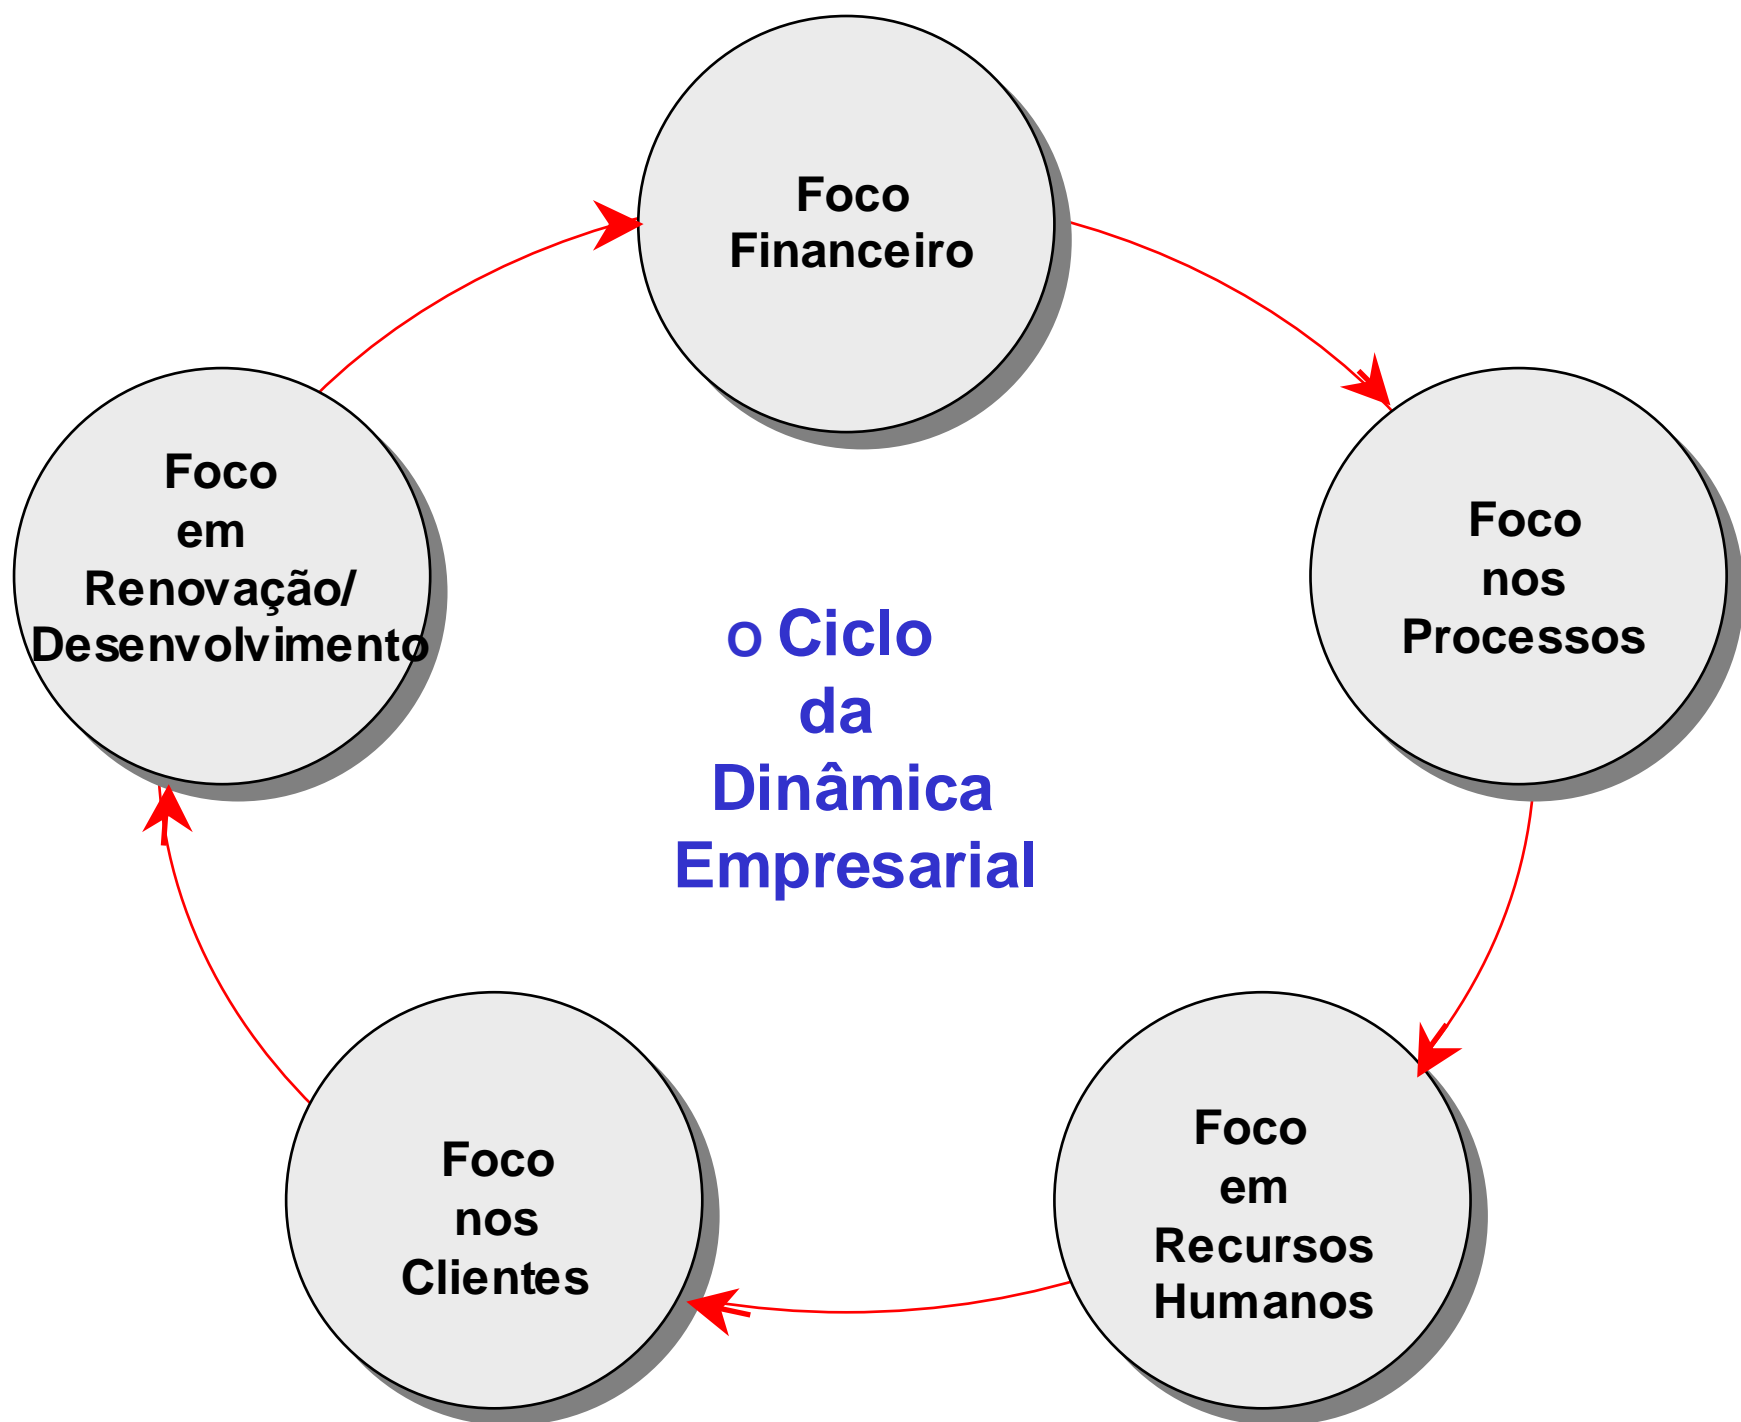 Foco
Financeiro
Foco
nos
Processos
Foco
em
Recursos
Humanos
Foco
nos
Clientes
Foco
em
Renovação/
Desenvolvimento
O Ciclo
da
Dinâmica
Empresarial